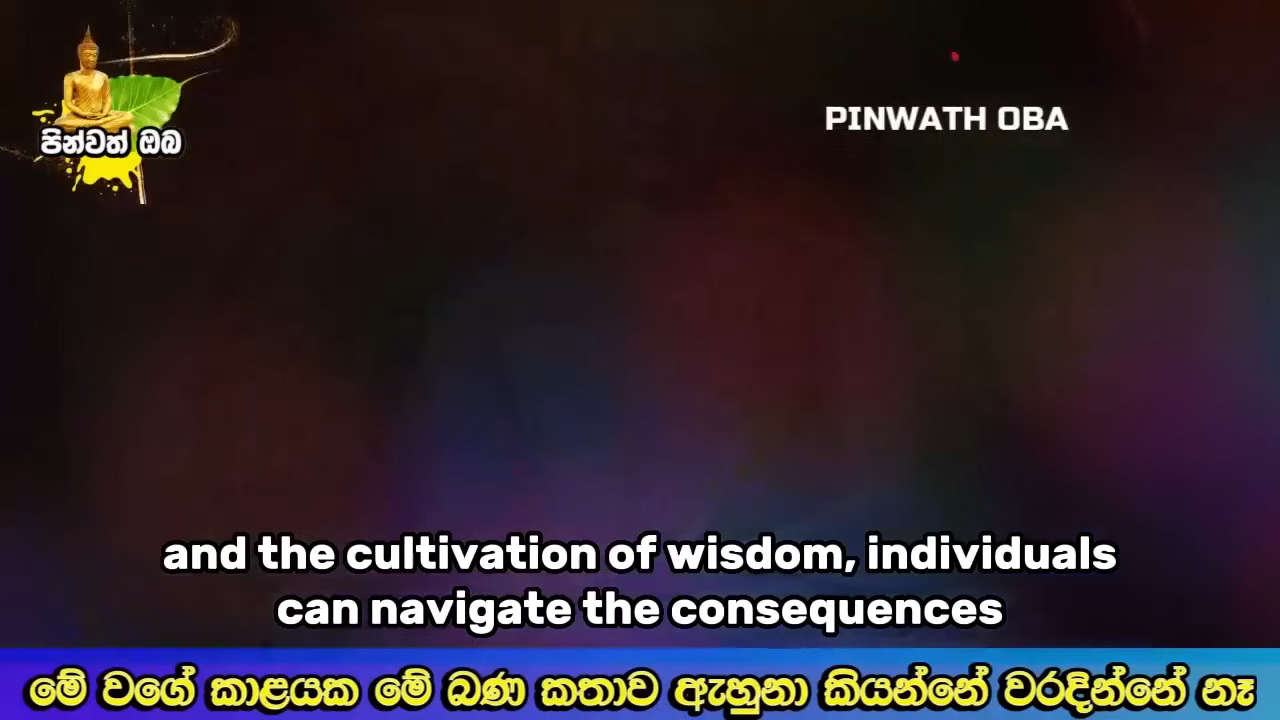 පින්වත් ඔබ
PINWATH OBA
and the cultivation of wisdom, individuals
can navigate the consequences
මේ වගේ කාළයක මේ බණ කතාව ඇහුනා කියන්නේ වරදින්නේ නෑ